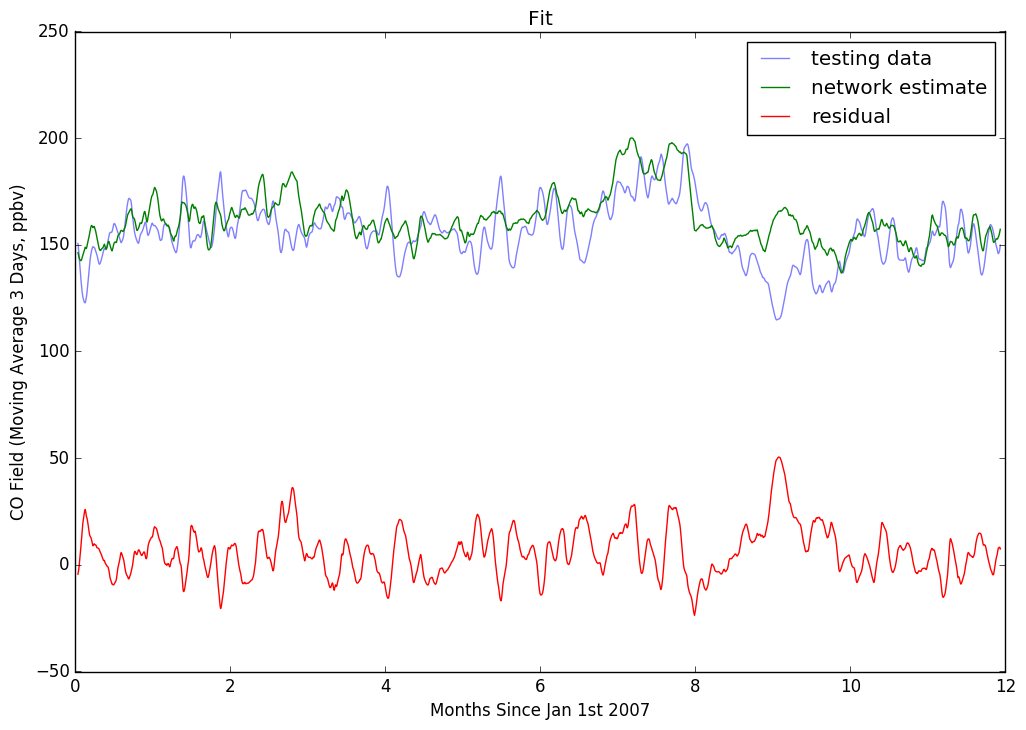 Fit
250
200
150
100
50
0
−50
CO Field (Moving Average 3 Days, ppbv)
testing data
network estimate
residual
0 2 4 6 8 10 12
Months Since Jan 1st 2007